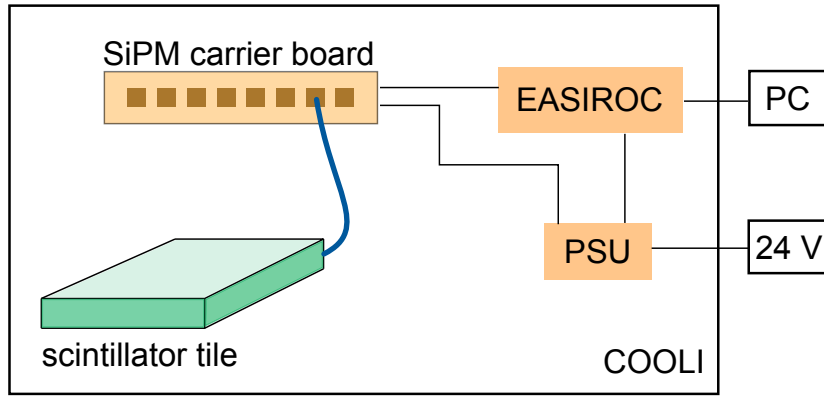 SiPM carrier board
EASIROC
PC
PSU
24 V
scintillator tile
COOLI